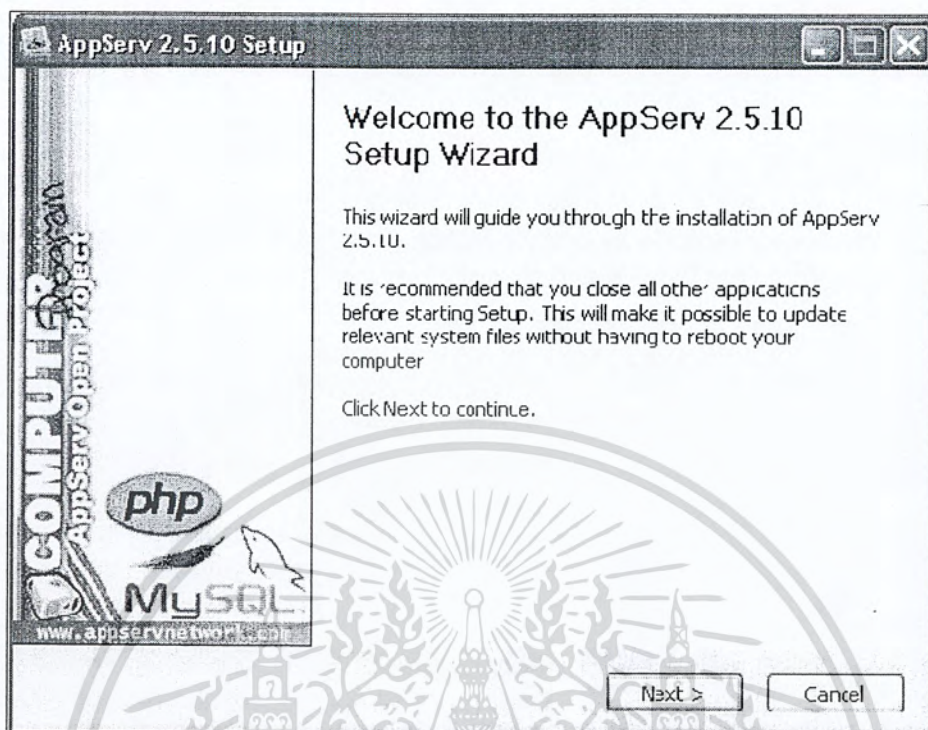 AppServ 2.5.10 Setup
Welcome to the AppServ 2.5.10
Setup Wizard
This wizard will guide you through the installation of AppServ
2.5.10.
It is recommended that you close all other applications
before starting Setup. This will make it possible to update
relevant system files without having to reboot your
computer
Click Next to continue.
COMPUTER
AppServ Open Project
php
MySQL
www.appservnetwork.com
Next >
Cancel